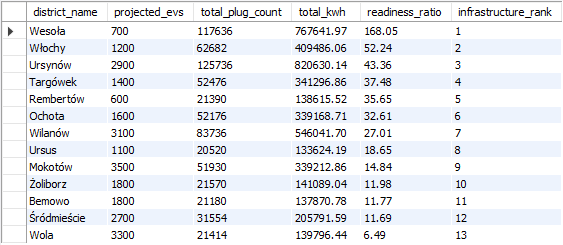 district_name projected_evs total_plug_count total_kwh readiness_ratio infrastructure_rank
Wesoła 700 117636 767641.97 168.05 1
Włochy 1200 62682 409486.06 52.24 2
Ursynów 2900 125736 820630.14 43.36 3
Targówek 1400 52476 341296.86 37.48 4
Rembertów 600 21390 138615.52 35.65 5
Ochota 1600 52176 339168.71 32.61 6
Wilanów 3100 83736 546041.70 27.01 7
Ursus 1100 20520 133624.19 18.65 8
Mokotów 3500 51930 339212.86 14.84 9
Żoliborz 1800 21570 141089.04 11.98 10
Bemowo 1800 21180 137870.78 11.77 11
Śródmieście 2700 31554 205791.59 11.69 12
Wola 3300 21414 139796.44 6.49 13